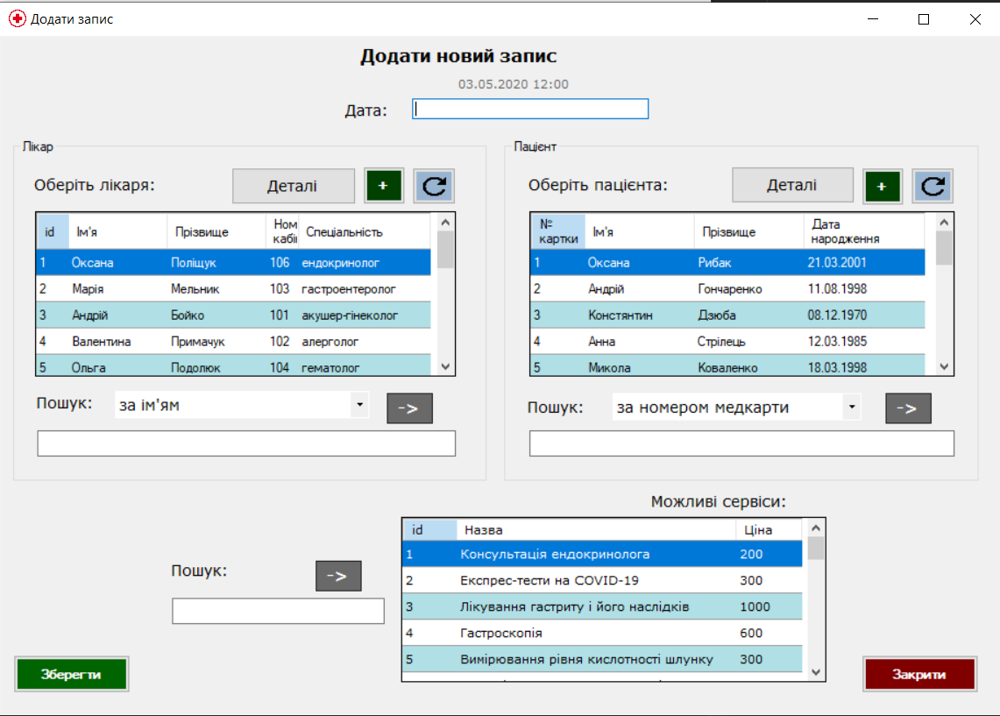 Додати запис
Додати новий запис
03.05.2020 12:00
Дата:
Лікар
Оберіть лікаря:
Деталі
+
id Ім'я Прізвище Ном кабін Спеціальність
1 Оксана Поліщук 106 ендокринолог
2 Марія Мельник 103 гастроентеролог
3 Андрій Бойко 101 акушер-гінеколог
4 Валентина Примачук 102 алерголог
5 Ольга Подолюк 104 гематолог
Пошук: за ім'ям ->
Пацієнт
Оберіть пацієнта:
Деталі
+
№ картки Ім'я Прізвище Дата народження
1 Оксана Рибак 21.03.2001
2 Андрій Гончаренко 11.08.1998
3 Констянтин Дзюба 08.12.1970
4 Анна Стрілець 12.03.1985
5 Микола Коваленко 18.03.1998
Пошук: за номером медкарти ->
Можливі сервіси:
Пошук: ->
id Назва Ціна
1 Консультація ендокринолога 200
2 Експрес-тести на COVID-19 300
3 Лікування гастриту і його наслідків 1000
4 Гастроскопія 600
5 Вимірювання рівня кислотності шлунку 300
Зберегти
Закрити